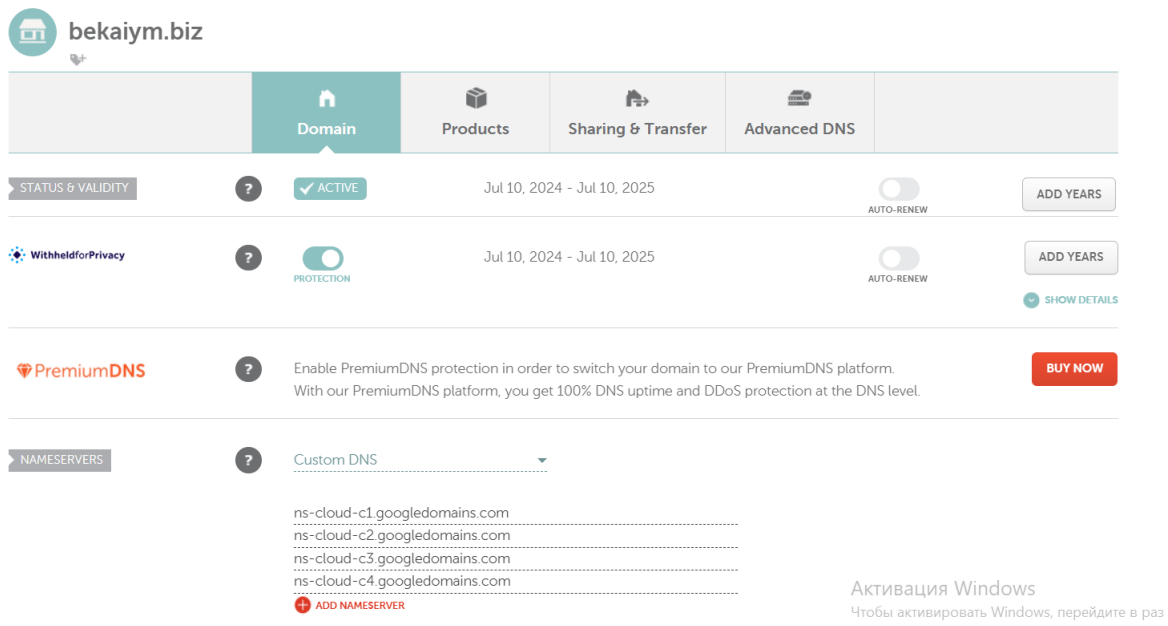 bekaiym.biz
Domain
Products
Sharing & Transfer
Advanced DNS
STATUS & VALIDITY
?
ACTIVE
Jul 10, 2024 - Jul 10, 2025
AUTO-RENEW
ADD YEARS
WithheldforPrivacy
?
PROTECTION
Jul 10, 2024 - Jul 10, 2025
AUTO-RENEW
ADD YEARS
SHOW DETAILS
PremiumDNS
?
Enable PremiumDNS protection in order to switch your domain to our PremiumDNS platform.
With our PremiumDNS platform, you get 100% DNS uptime and DDoS protection at the DNS level.
BUY NOW
NAMESERVERS
?
Custom DNS
ns-cloud-c1.googledomains.com
ns-cloud-c2.googledomains.com
ns-cloud-c3.googledomains.com
ns-cloud-c4.googledomains.com
ADD NAMESERVER
Активация Windows
Чтобы активировать Windows, перейдите в раз